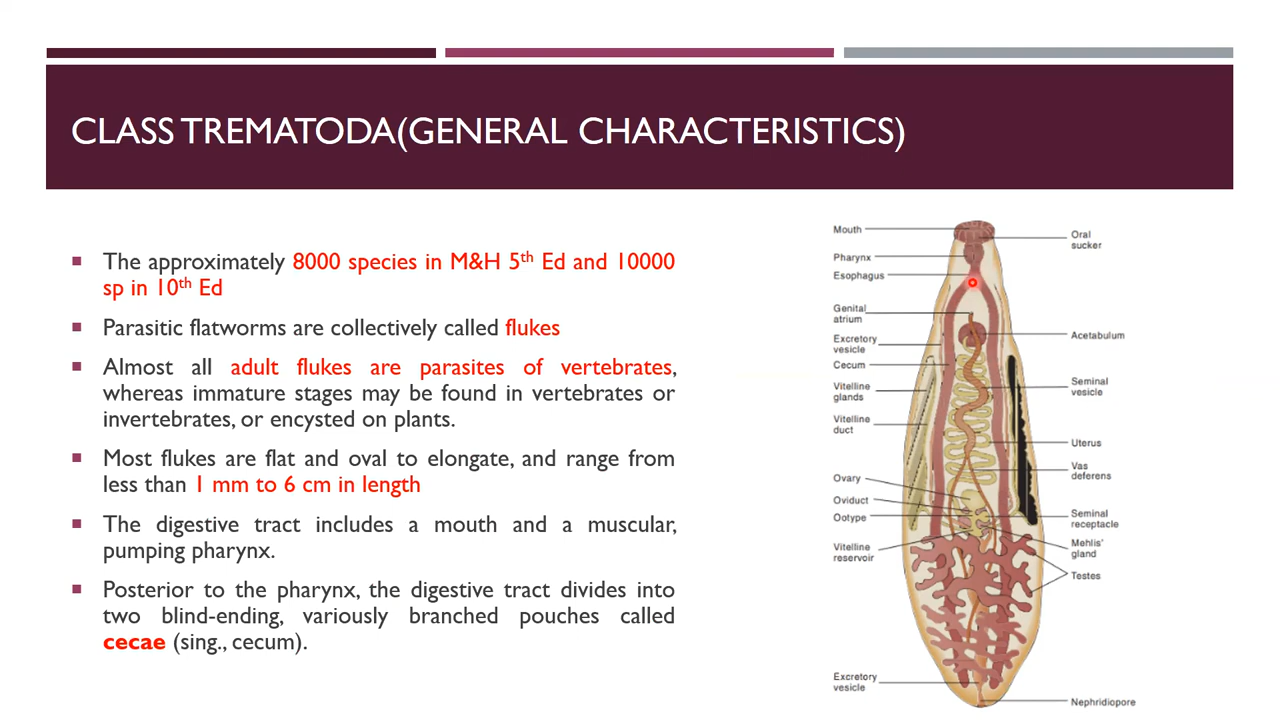 CLASS TREMATODA(GENERAL CHARACTERISTICS)
The approximately 8000 species in M&H 5th Ed and 10000
sp in 10th Ed
Parasitic flatworms are collectively called flukes
Almost all adult flukes are parasites of vertebrates,
whereas immature stages may be found in vertebrates or
invertebrates, or encysted on plants.
Most flukes are flat and oval to elongate, and range from
less than 1 mm to 6 cm in length
The digestive tract includes a mouth and a muscular,
pumping pharynx.
Posterior to the pharynx, the digestive tract divides into
two blind-ending, variously branched pouches called
cecae (sing., cecum).
Mouth
Pharynx
Esophagus
Genital
atrium
Excretory
vesicle
Cecum
Vitelline
glands
Vitelline
duct
Ovary
Oviduct
Ootype
Vitelline
reservoir
Excretory
vesicle
Oral
sucker
Acetabulum
Seminal
vesicle
Uterus
Vas
deferens
Seminal
receptacle
Mehlis'
gland
Testes
Nephridiopore